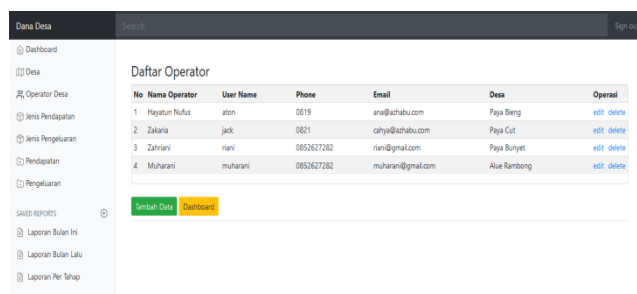 Dana Desa Search Sign ou
Dashboard
Desa
Operator Desa
Jenis Pendapatan
Jenis Pengeluaran
Pendapatan
Pengeluaran
SAVED REPORTS
Laporan Bulan Ini
Laporan Bulan Lalu
Laporan Per Tahap
Daftar Operator
No Nama Operator User Name Phone Email Desa Operasi
1 Hayatun Nufus aton 0819 ana@azhabu.com Paya Bieng edit delete
2 Zakaria jack 0821 cahya@azhabu.com Paya Cut edit delete
3 Zahriani riani 0852627282 riani@gmail.com Paya Bunyet edit delete
4 Muharani muharani 0852627282 muharani@gmail.com Alue Rambong edit delete
Tambah Data Dashboard